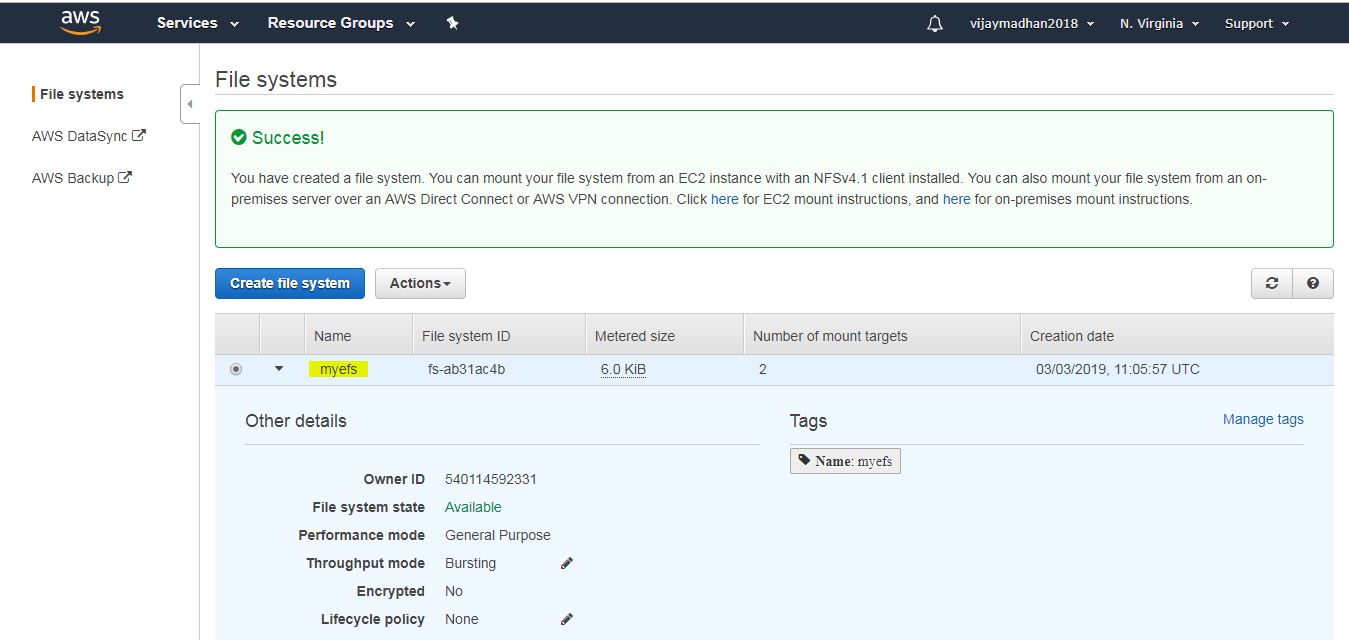 aws
Services
Resource Groups
vijaymadhan2018
N. Virginia
Support
File systems
AWS DataSync
AWS Backup
File systems
Success!
You have created a file system. You can mount your file system from an EC2 instance with an NFSv4.1 client installed. You can also mount your file system from an on-
premises server over an AWS Direct Connect or AWS VPN connection. Click here for EC2 mount instructions, and here for on-premises mount instructions.
Create file system
Actions
Name
File system ID
Metered size
Number of mount targets
Creation date
myefs
fs-ab31ac4b
6.0 KiB
2
03/03/2019, 11:05:57 UTC
Other details
Owner ID 540114592331
File system state Available
Performance mode General Purpose
Throughput mode Bursting
Encrypted No
Lifecycle policy None
Tags
Manage tags
Name: myefs